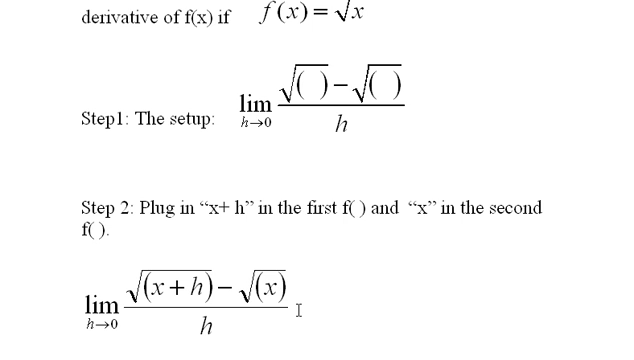 derivative of f(x) if f(x)=√x
Step1: The setup: lim h→0 (√( ) − √( )) / h
Step 2: Plug in “x+ h” in the first f( ) and “x” in the second
f( ).
lim h→0 (√(x+h) − √(x)) / h